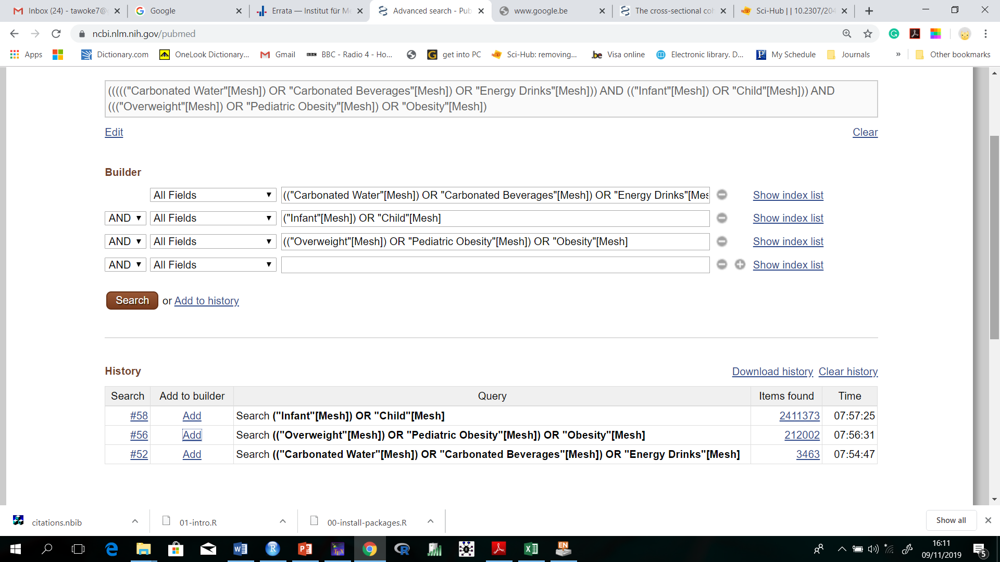 Inbox (24) - tawoke7@
Google
Errata — Institut für Me
Advanced search - Pub
www.google.be
The cross-sectional coh
Sci-Hub | | 10.2307/204
ncbi.nlm.nih.gov/pubmed
Apps
Dictionary.com
OneLook Dictionary...
Gmail
BBC BBC - Radio 4 - Ho...
get into PC
Sci-Hub: removing...
.be Visa online
Electronic library. D...
My Schedule
Journals
»
Other bookmarks
((((("Carbonated Water"[Mesh]) OR "Carbonated Beverages"[Mesh]) OR "Energy Drinks"[Mesh])) AND (("Infant"[Mesh]) OR "Child"[Mesh])) AND
((("Overweight"[Mesh]) OR "Pediatric Obesity"[Mesh]) OR "Obesity"[Mesh])
Edit
Clear
Builder
All Fields
(("Carbonated Water"[Mesh]) OR "Carbonated Beverages"[Mesh]) OR "Energy Drinks"[Mes
Show index list
AND
All Fields
("Infant"[Mesh]) OR "Child"[Mesh]
Show index list
AND
All Fields
(("Overweight"[Mesh]) OR "Pediatric Obesity"[Mesh]) OR "Obesity"[Mesh]
Show index list
AND
All Fields
Show index list
Search or Add to history
History
Download history Clear history
Search Add to builder Query Items found Time
#58 Add Search ("Infant"[Mesh]) OR "Child"[Mesh] 2411373 07:57:25
#56 Add Search (("Overweight"[Mesh]) OR "Pediatric Obesity"[Mesh]) OR "Obesity"[Mesh] 212002 07:56:31
#52 Add Search (("Carbonated Water"[Mesh]) OR "Carbonated Beverages"[Mesh]) OR "Energy Drinks"[Mesh] 3463 07:54:47
citations.nbib
01-intro.R
00-install-packages.R
Show all
16:11
09/11/2019
5